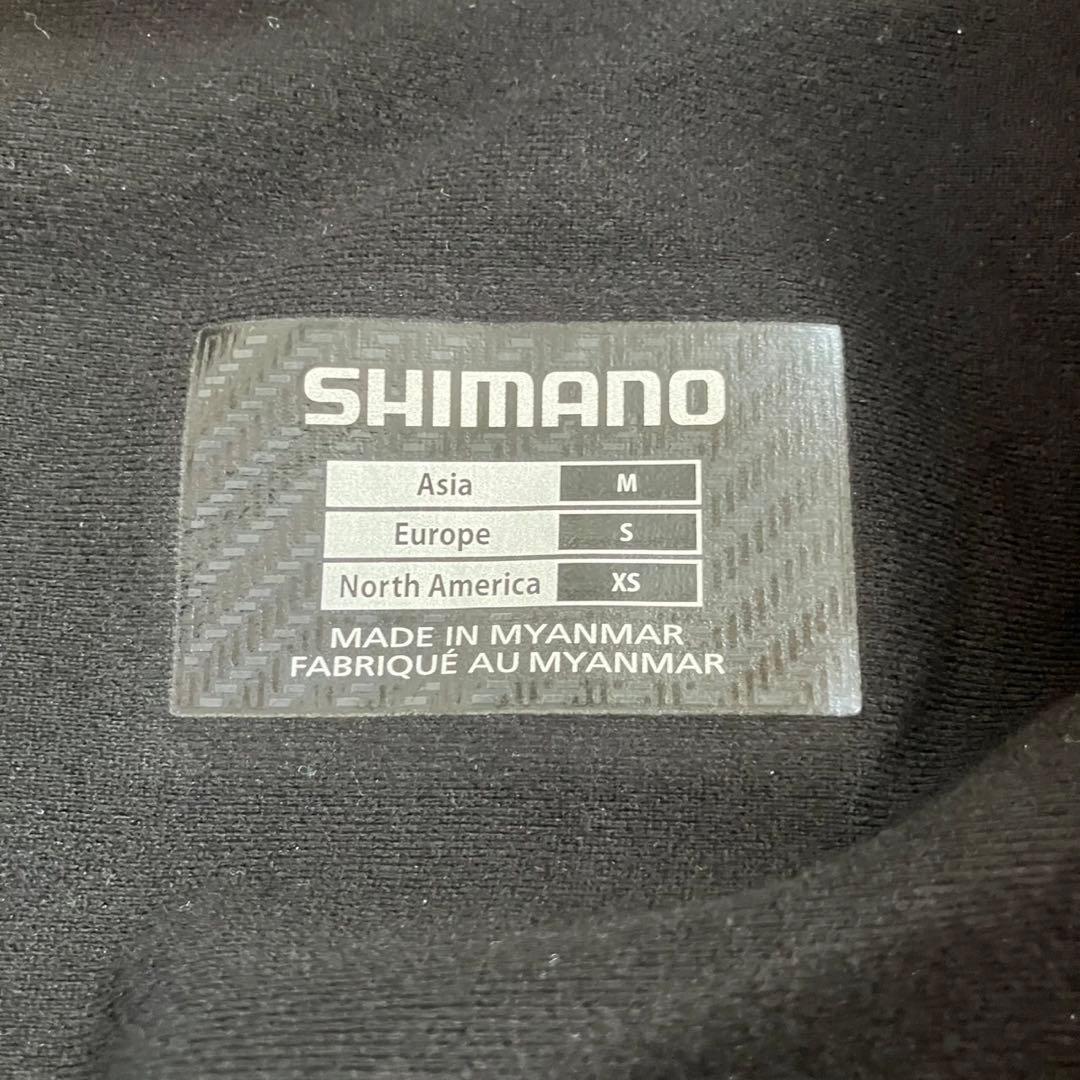 SHIMANO
Asia M
Europe S
North America XS
MADE IN MYANMAR
FABRIQUÉ AU MYANMAR